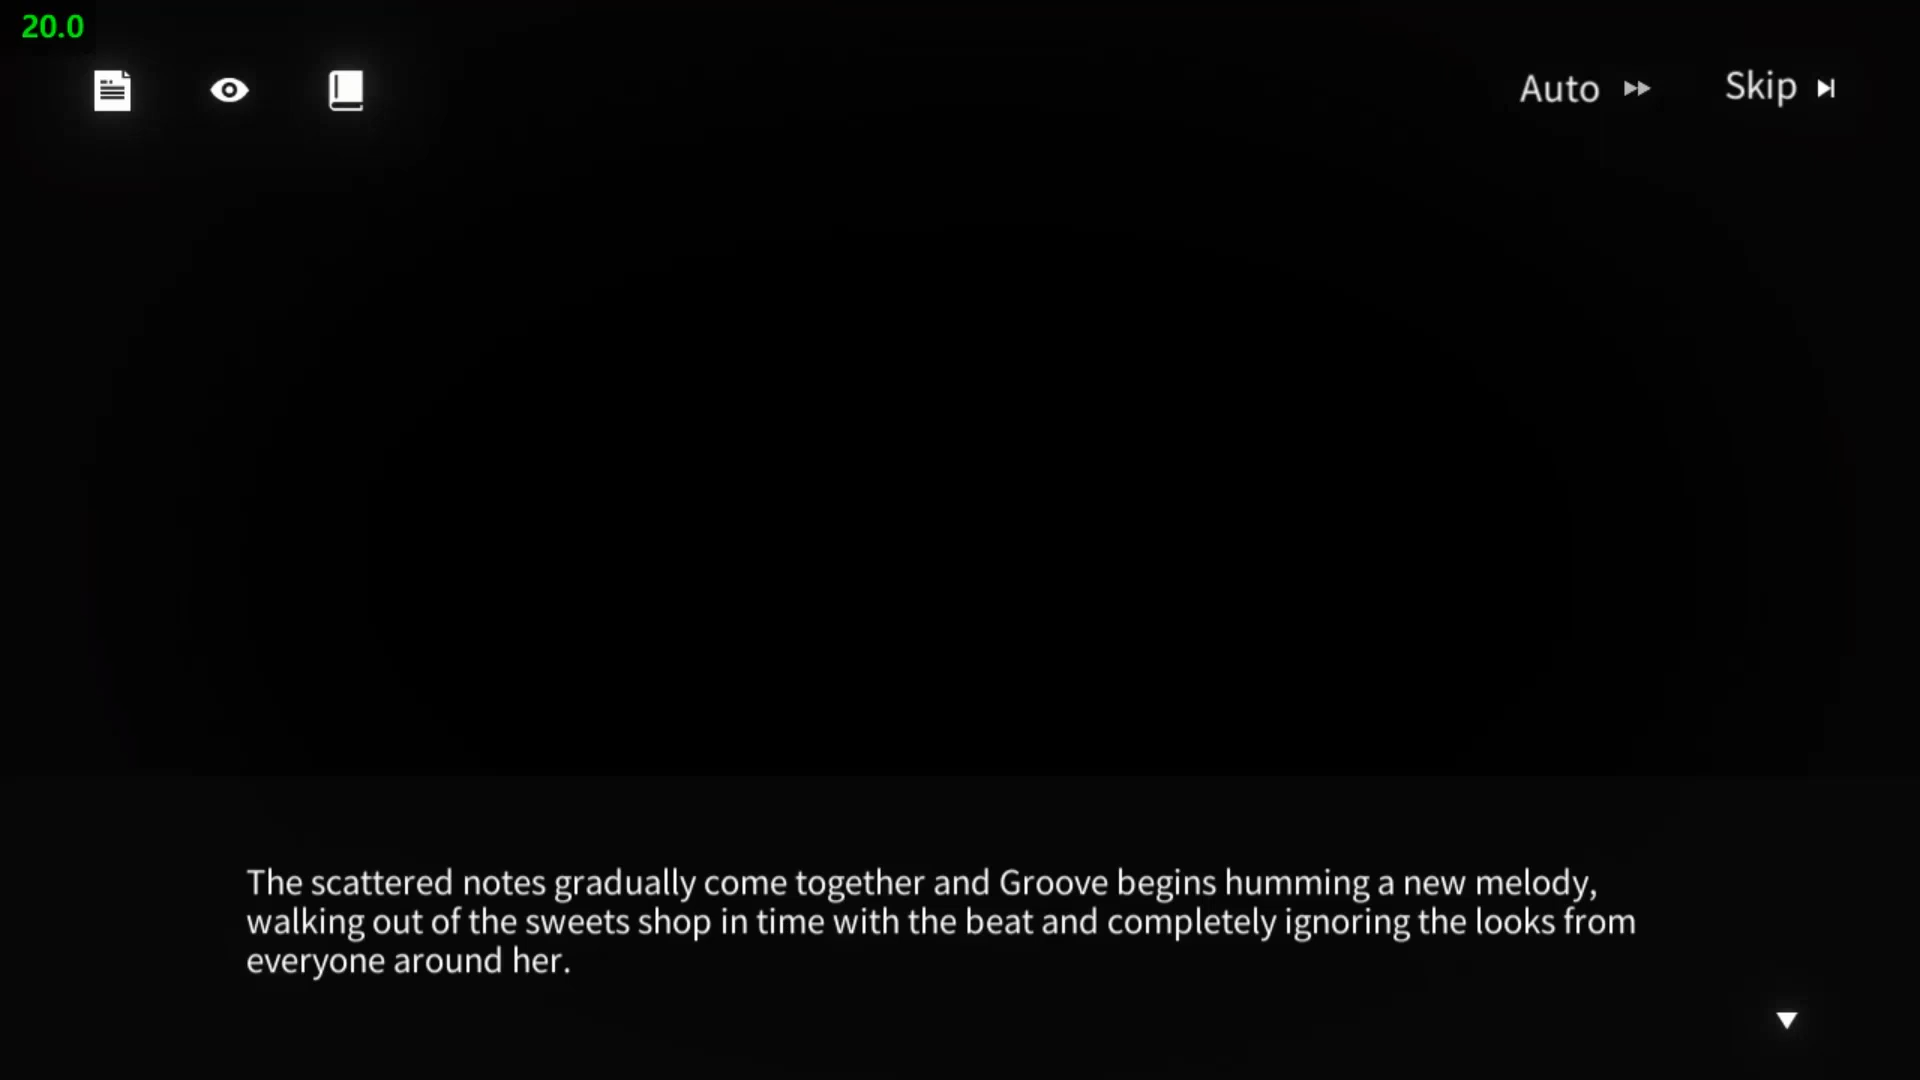 20.0
Auto
Skip
The scattered notes gradually come together and Groove begins humming a new melody,
walking out of the sweets shop in time with the beat and completely ignoring the looks from
everyone around her.